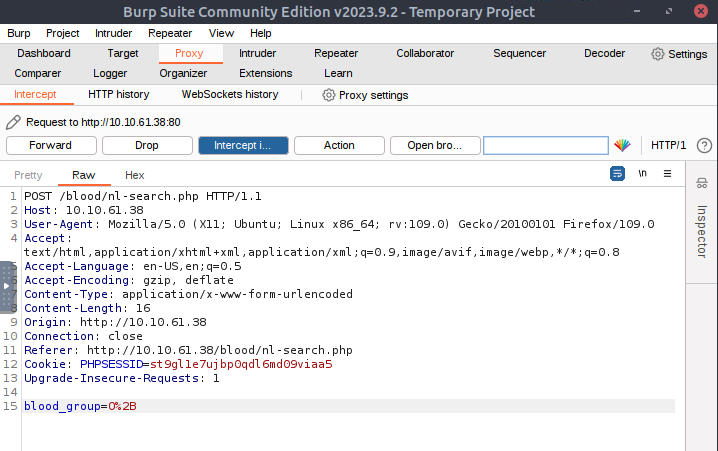 Burp Suite Community Edition v2023.9.2 - Temporary Project
Burp Project Intruder Repeater View Help
Dashboard Target Proxy Intruder Repeater Collaborator Sequencer Decoder Settings
Comparer Logger Organizer Extensions Learn
Intercept HTTP history WebSockets history Proxy settings
Request to http://10.10.61.38:80
Forward Drop Intercept i... Action Open bro... HTTP/1 ?
Pretty Raw Hex \n
1 POST /blood/nl-search.php HTTP/1.1
2 Host: 10.10.61.38
3 User-Agent: Mozilla/5.0 (X11; Ubuntu; Linux x86_64; rv:109.0) Gecko/20100101 Firefox/109.0
4 Accept:
text/html,application/xhtml+xml,application/xml;q=0.9,image/avif,image/webp,*/*;q=0.8
5 Accept-Language: en-US,en;q=0.5
6 Accept-Encoding: gzip, deflate
7 Content-Type: application/x-www-form-urlencoded
8 Content-Length: 16
9 Origin: http://10.10.61.38
10 Connection: close
11 Referer: http://10.10.61.38/blood/nl-search.php
12 Cookie: PHPSESSID=st9gl1e7ujbp0qdl6md09viaa5
13 Upgrade-Insecure-Requests: 1
14
15 blood_group=O%2B
Inspector